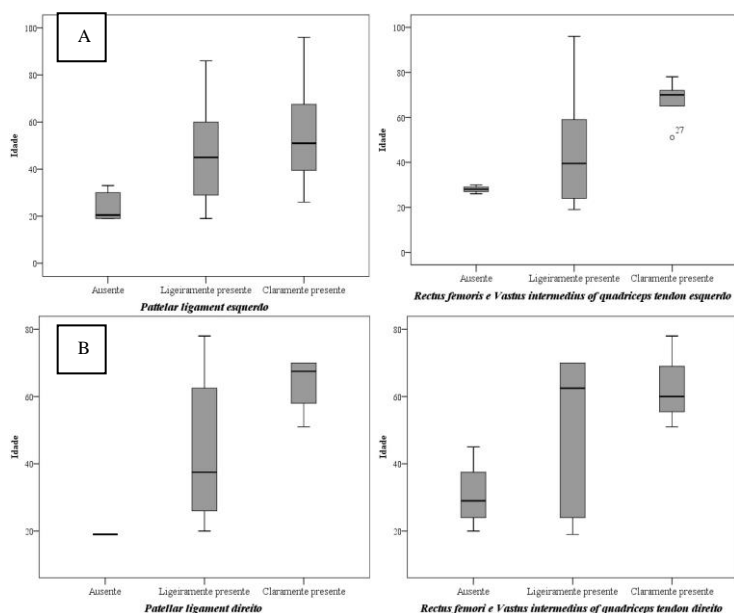 A
Idade
100
80
60
40
20
0
Ausente
Ligeiramente presente
Claramente presente
Pattelar ligament esquerdo
Idade
100
80
60
40
20
0
27
Ausente
Ligeiramente presente
Claramente presente
Rectus femoris e Vastus intermedius of quadriceps tendon esquerdo
B
Idade
80
60
40
20
Ausente
Ligeiramente presente
Claramente presente
Patellar ligament direito
Idade
80
60
40
20
Ausente
Ligeiramente presente
Claramente presente
Rectus femori e Vastus intermedius of quadriceps tendon direito